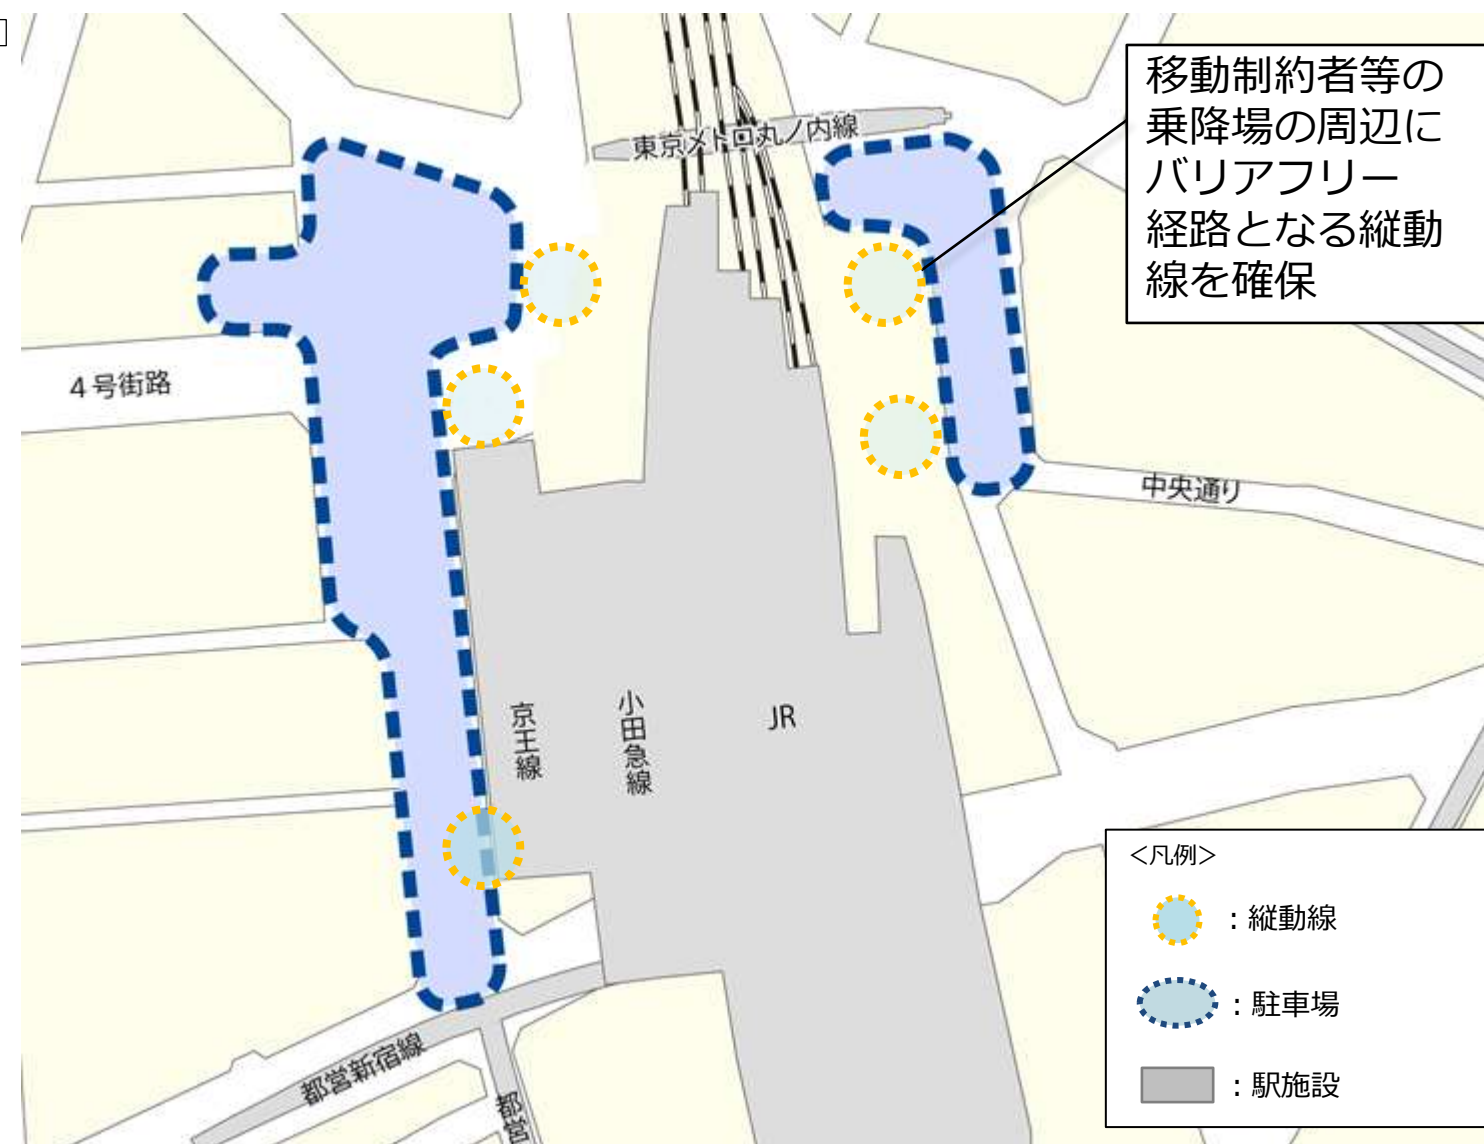 移動制約者等の
乗降場の周辺に
バリアフリー
経路となる縦動
線を確保
東京メトロ丸ノ内線
4号街路
中央通り
京王線
小田急線
JR
都営新宿線
都営
<凡例>
：縦動線
：駐車場
：駅施設